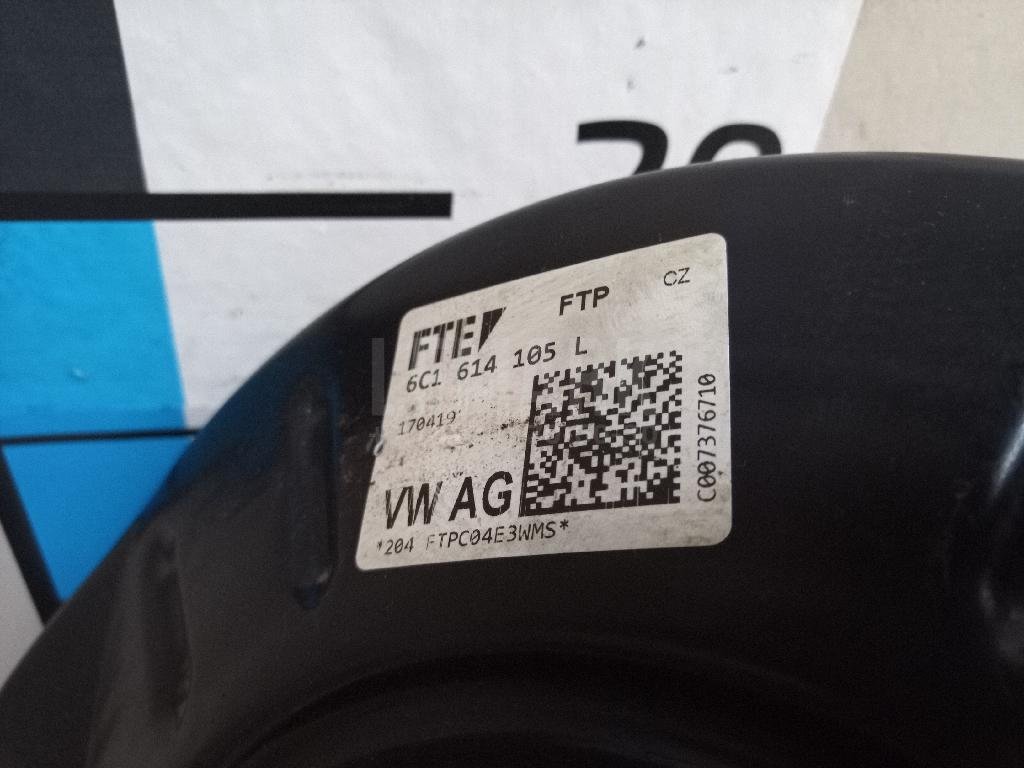 FTE
FTP
CZ
6C1 614 105 L
170419
VW AG
*204 FTPC04E3WMS*
C007376710